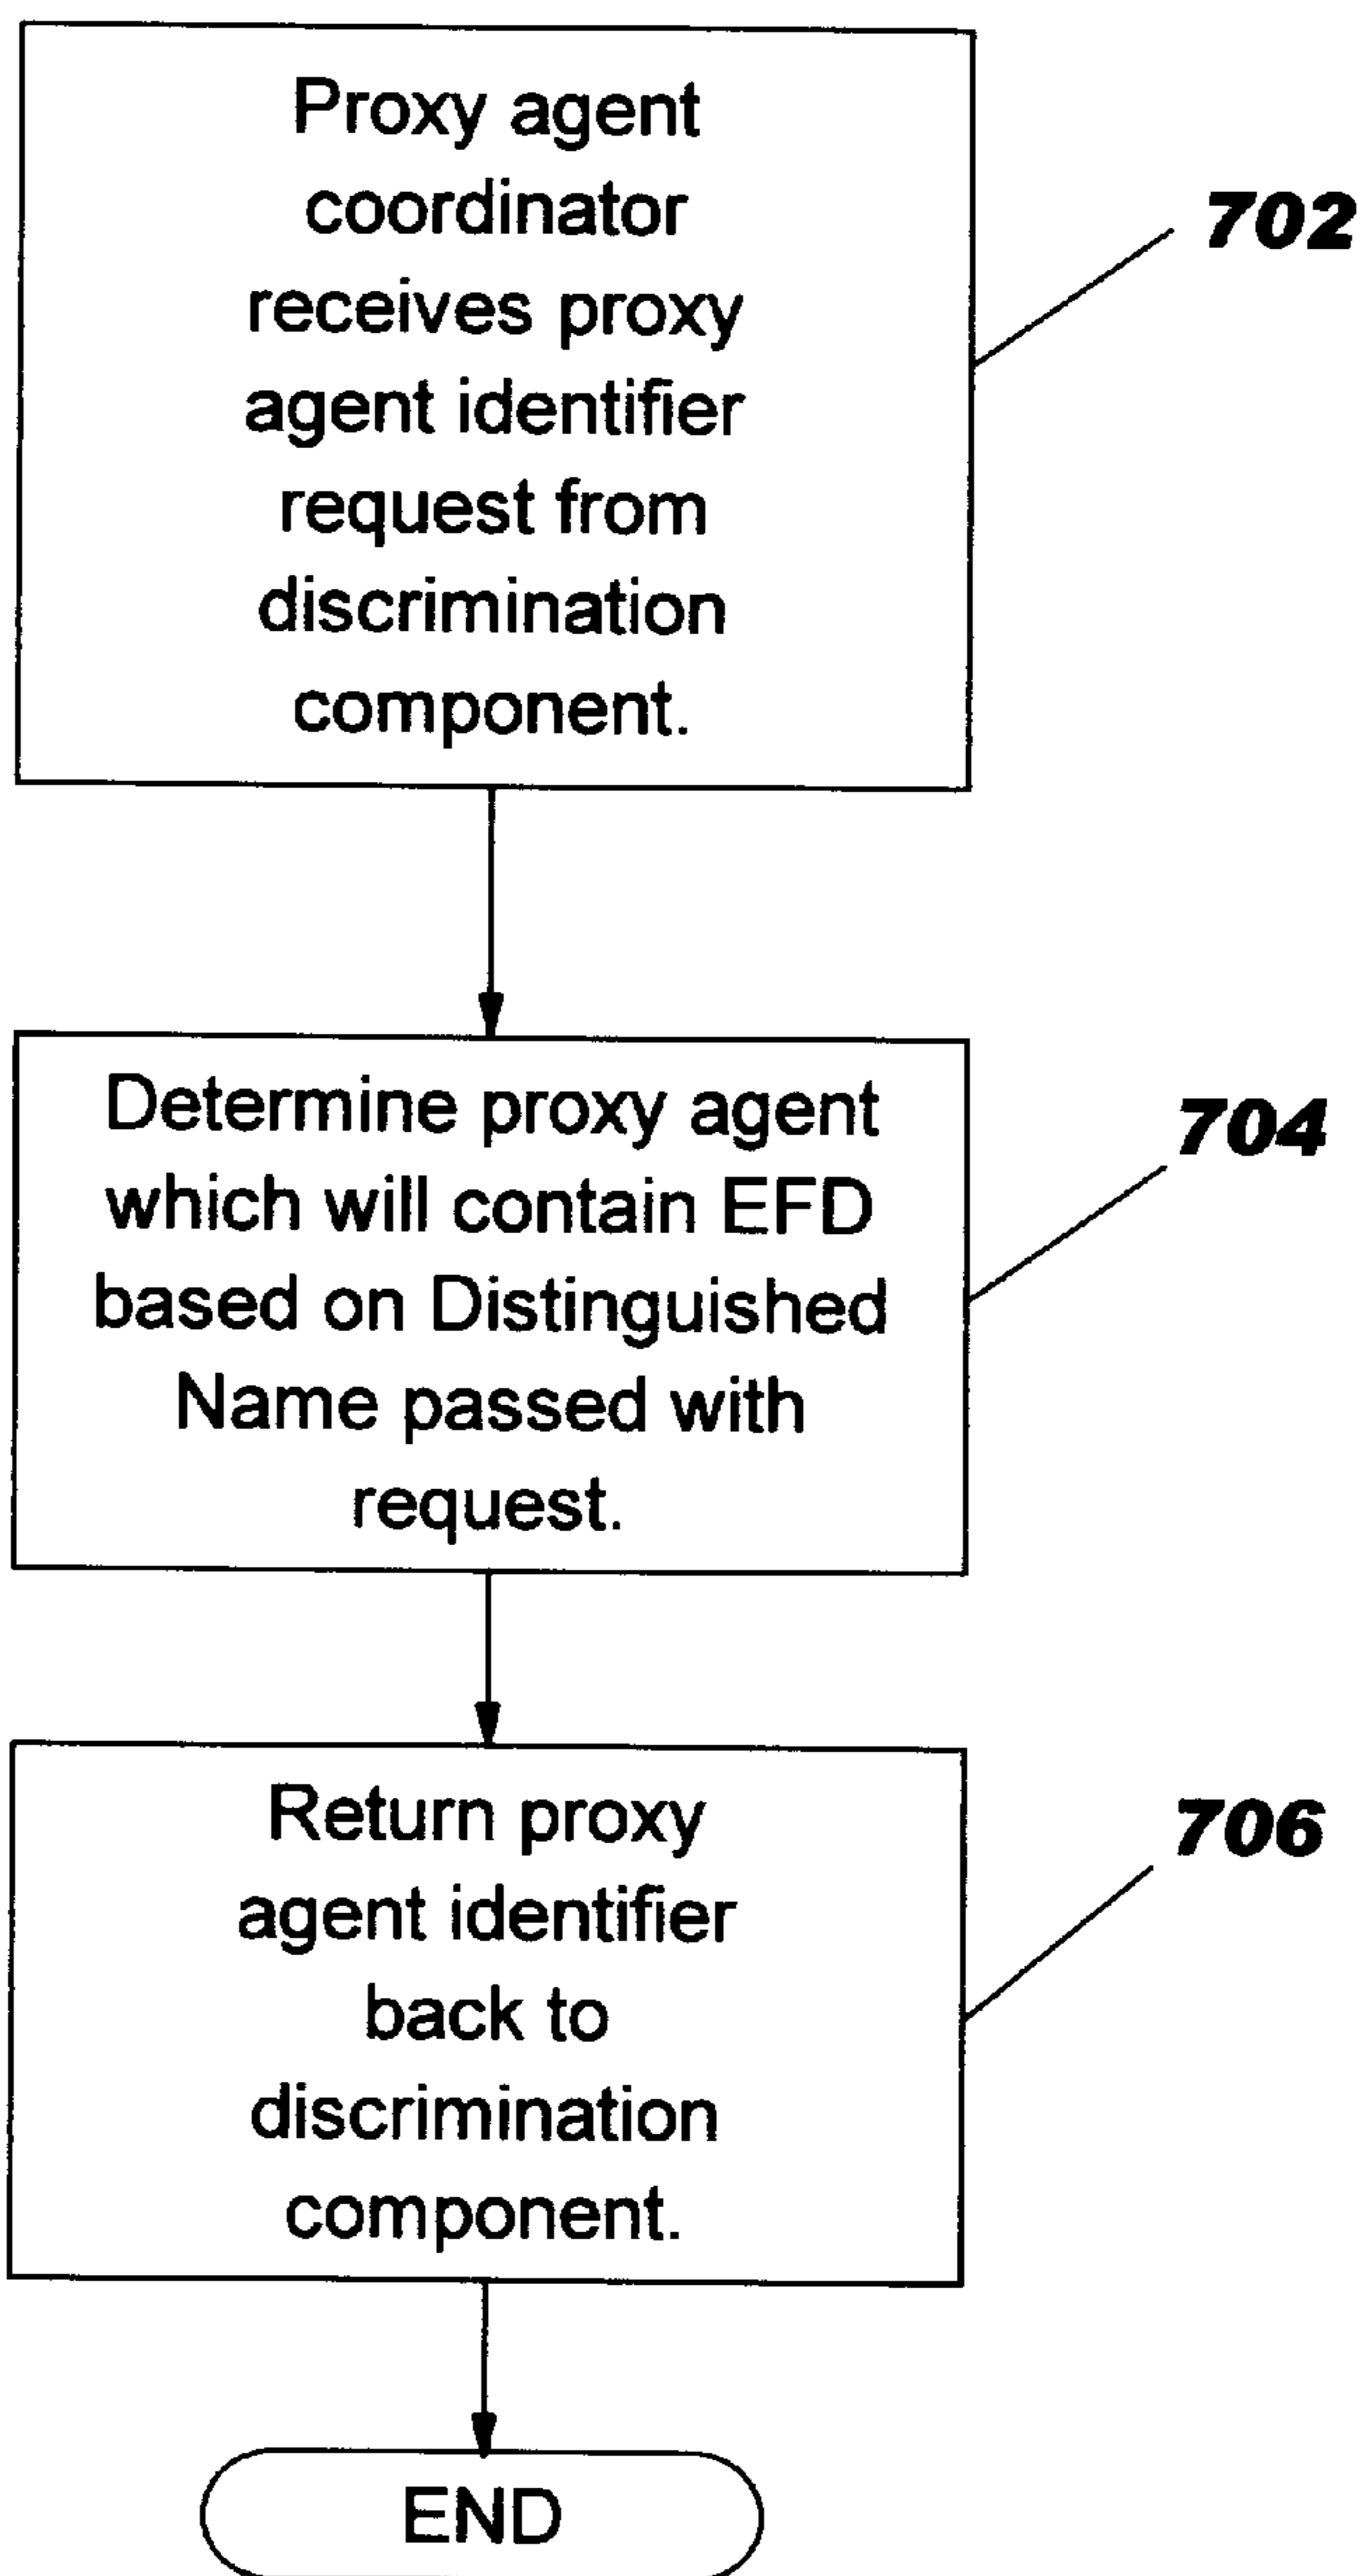 Proxy agent
coordinator
receives proxy
agent identifier
request from
discrimination
component.
702
Determine proxy agent
which will contain EFD
based on Distinguished
Name passed with
request.
704
Return proxy
agent identifier
back to
discrimination
component.
706
END